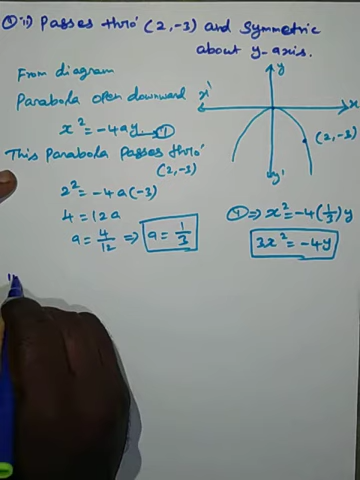 ② ii) Passes thro' (2,-3) and Symmetric
about y-axis.
From diagram
Parabola open downward
x² = -4ay → ①
This Parabola passes thro'
(2,-3)
2² = -4a(-3)
4 = 12a
a = 4/12 ⇒ a = 1/3
y
x'
x
(2,-3)
y'
① ⇒ x² = -4(1/3)y
3x² = -4y